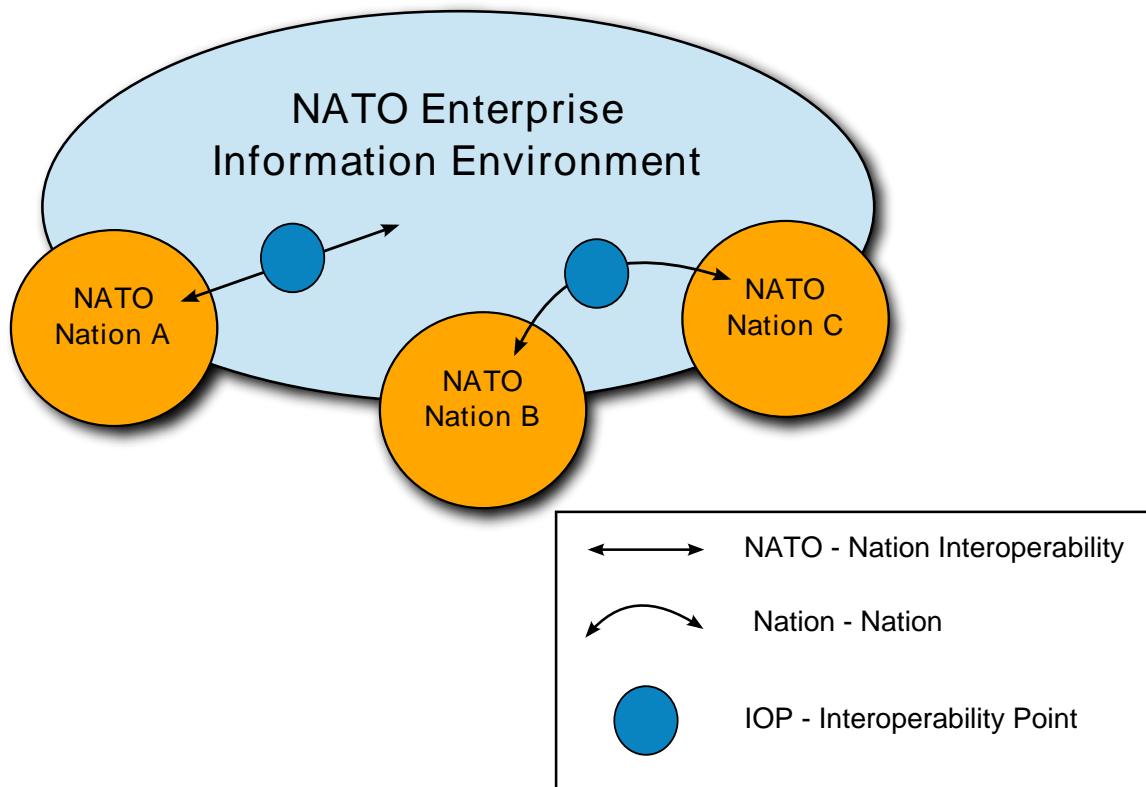 NATO Enterprise
Information Environment
NATO
Nation A
NATO
Nation B
NATO
Nation C
NATO - Nation Interoperability
Nation - Nation
IOP - Interoperability Point